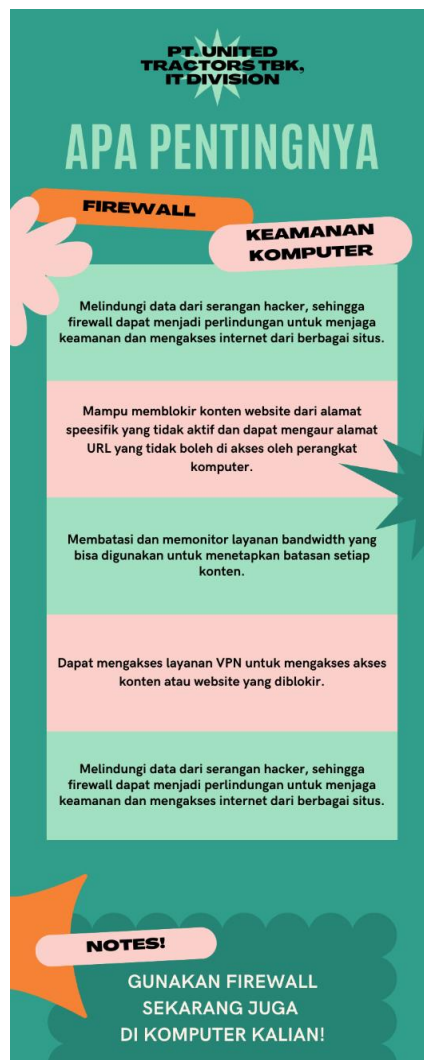 PT. UNITED
TRACTORS TBK,
IT DIVISION
APA PENTINGNYA
FIREWALL
KEAMANAN
KOMPUTER
Melindungi data dari serangan hacker, sehingga
firewall dapat menjadi perlindungan untuk menjaga
keamanan dan mengakses internet dari berbagai situs.
Mampu memblokir konten website dari alamat
speesifik yang tidak aktif dan dapat mengaur alamat
URL yang tidak boleh di akses oleh perangkat
komputer.
Membatasi dan memonitor layanan bandwidth yang
bisa digunakan untuk menetapkan batasan setiap
konten.
Dapat mengakses layanan VPN untuk mengakses akses
konten atau website yang diblokir.
Melindungi data dari serangan hacker, sehingga
firewall dapat menjadi perlindungan untuk menjaga
keamanan dan mengakses internet dari berbagai situs.
NOTES!
GUNAKAN FIREWALL
SEKARANG JUGA
DI KOMPUTER KALIAN!